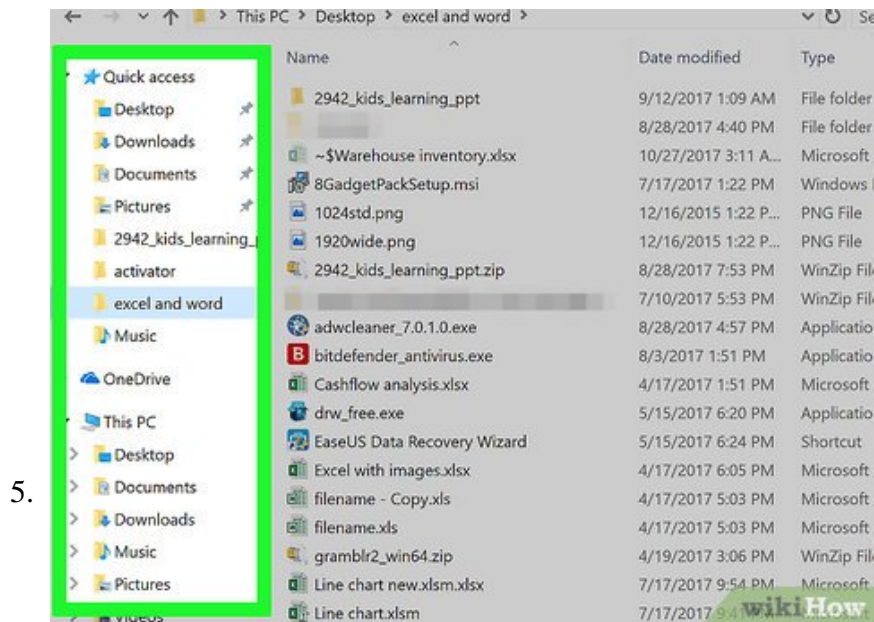 This PC > Desktop > excel and word >
Name Date modified Type
Quick access
Desktop
Downloads
Documents
Pictures
2942_kids_learning_
activator
excel and word
Music
OneDrive
This PC
Desktop
Documents
Downloads
Music
Pictures
Videos
2942_kids_learning_ppt 9/12/2017 1:09 AM File folder
8/28/2017 4:40 PM File folder
~$Warehouse inventory.xlsx 10/27/2017 3:11 A... Microsoft
8GadgetPackSetup.msi 7/17/2017 1:22 PM Windows
1024std.png 12/16/2015 1:22 P... PNG File
1920wide.png 12/16/2015 1:22 P... PNG File
2942_kids_learning_ppt.zip 8/28/2017 7:53 PM WinZip File
7/10/2017 5:53 PM WinZip File
adwcleaner_7.0.1.0.exe 8/28/2017 4:57 PM Applicatio
bitdefender_antivirus.exe 8/3/2017 1:51 PM Applicatio
Cashflow analysis.xlsx 4/17/2017 1:51 PM Microsoft
drw_free.exe 5/15/2017 6:20 PM Applicatio
EaseUS Data Recovery Wizard 5/15/2017 6:24 PM Shortcut
Excel with images.xlsx 4/17/2017 6:05 PM Microsoft
filename - Copy.xls 4/17/2017 5:03 PM Microsoft
filename.xls 4/17/2017 5:03 PM Microsoft
gramblr2_win64.zip 4/19/2017 3:06 PM WinZip File
Line chart new.xlsm.xlsx 7/17/2017 9:54 PM Microsoft
Line chart.xlsm 7/17/2017
5.
wikiHow